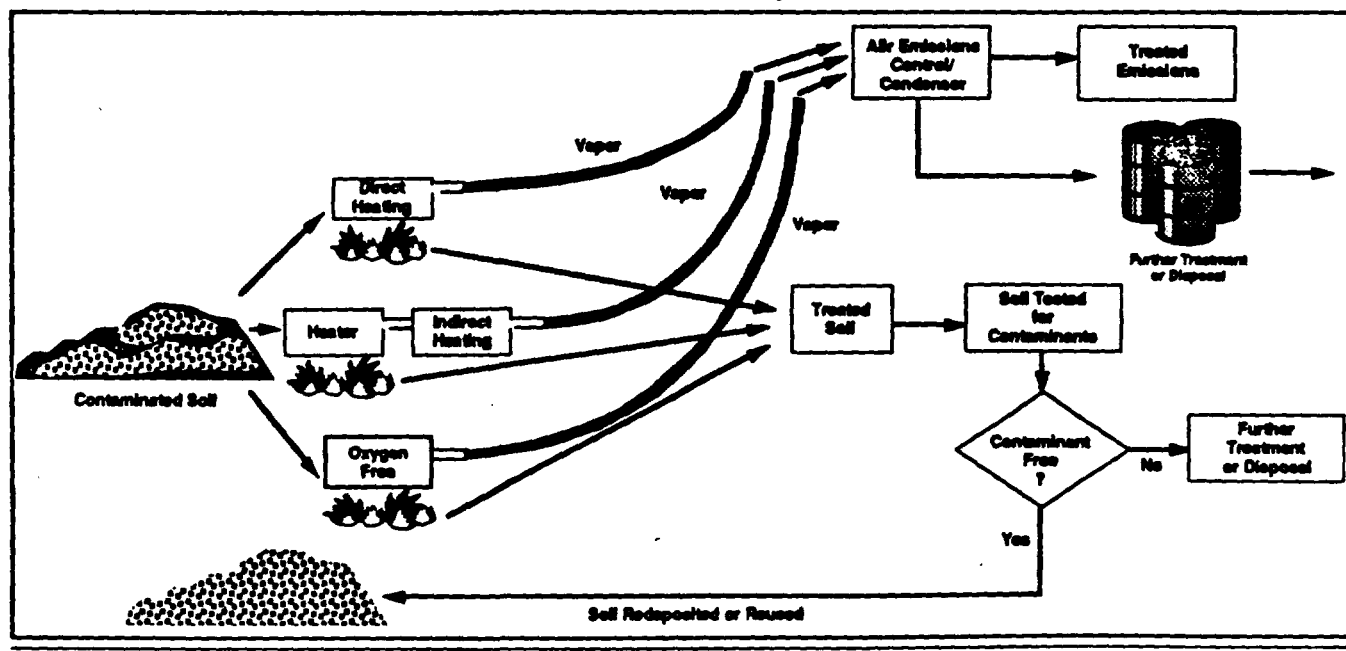 Air Emissions
Control/
Condenser
Treated
Emissions
Vapor
Direct
Heating
Vapor
Vapor
Further Treatment
or Disposal
Treated
Soil
Soil Tested
for
Contaminants
Heater
Indirect
Heating
Contaminated Soil
Oxygen
Free
Contaminant
Free
?
No
Further
Treatment
or Disposal
Yes
Soil Redeposited or Reused